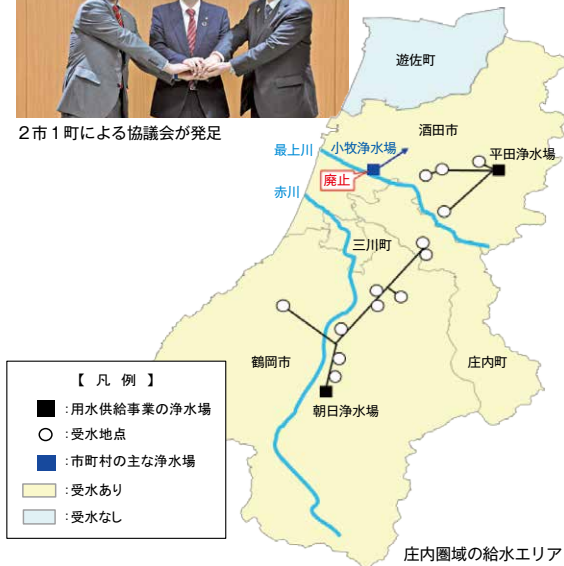 2市1町による協議会が発足
遊佐町
酒田市
最上川
小牧浄水場
平田浄水場
廃止
赤川
三川町
鶴岡市
庄内町
朝日浄水場
【 凡 例 】
:用水供給事業の浄水場
:受水地点
:市町村の主な浄水場
:受水あり
:受水なし
庄内圏域の給水エリア